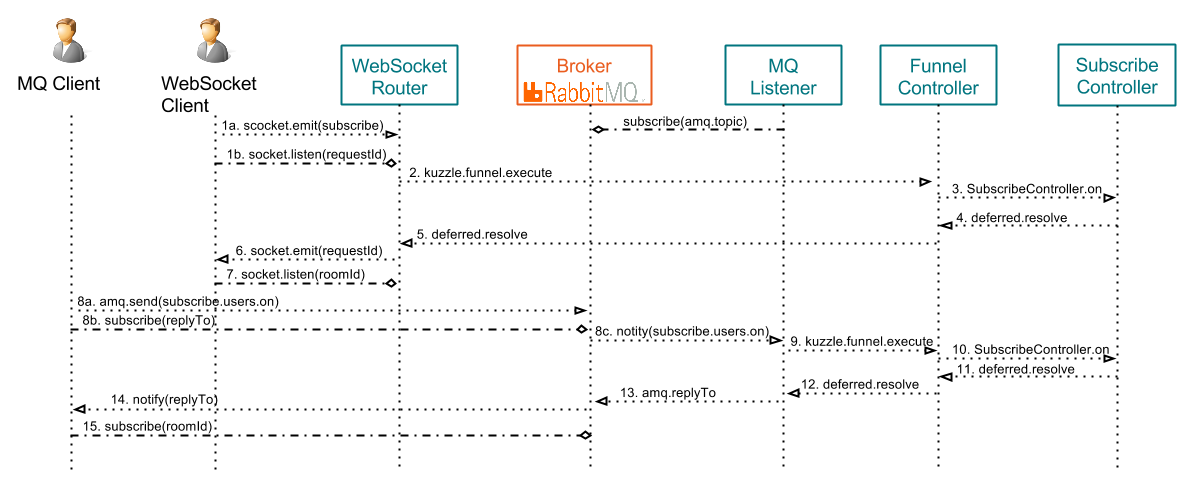 MQ Client
WebSocket
Client
WebSocket
Router
Broker
RabbitMQ
MQ
Listener
Funnel
Controller
Subscribe
Controller
1a. scocket.emit(subscribe)
subscribe(amq.topic)
1b. socket.listen(requestId)
2. kuzzle.funnel.execute
3. SubscribeController.on
4. deferred.resolve
5. deferred.resolve
6. socket.emit(requestId)
7. socket.listen(roomId)
8a. amq.send(subscribe.users.on)
8b. subscribe(replyTo)
8c. notify(subscribe.users.on)
9. kuzzle.funnel.execute
10. SubscribeController.on
11. deferred.resolve
12. deferred.resolve
13. amq.replyTo
14. notify(replyTo)
15. subscribe(roomId)